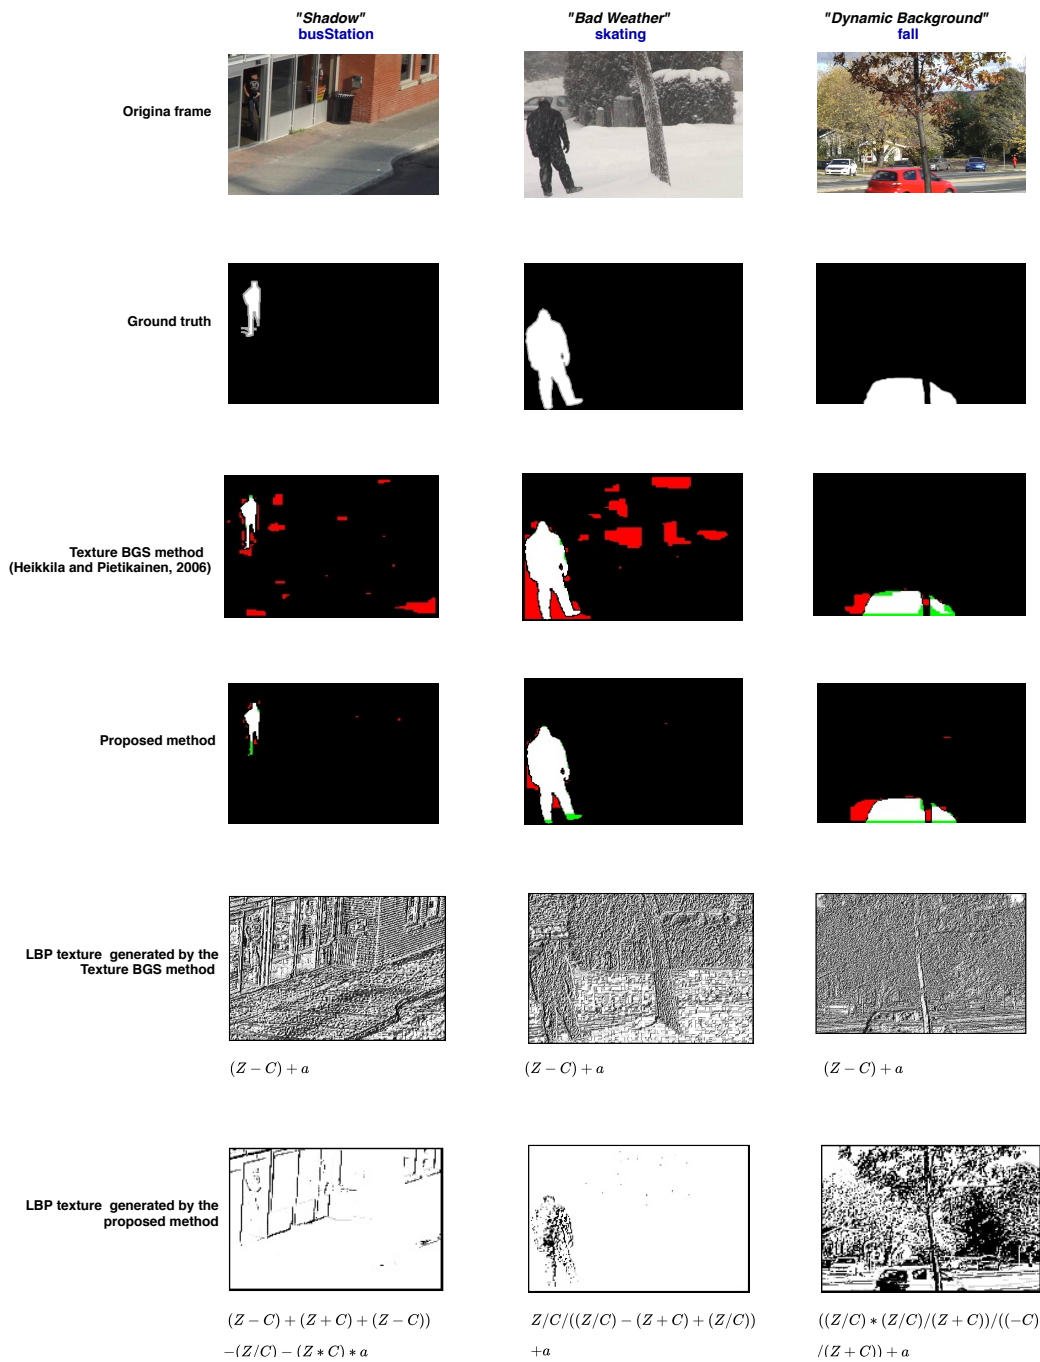 "Shadow" "Bad Weather" "Dynamic Background"
busStation skating fall
Origina frame
Ground truth
Texture BGS method
(Heikkila and Pietikainen, 2006)
Proposed method
LBP texture generated by the
Texture BGS method
(Z − C) + a (Z − C) + a (Z − C) + a
LBP texture generated by the
proposed method
(Z − C) + (Z + C) + (Z − C)) Z/C/((Z/C) − (Z + C) + (Z/C)) ((Z/C) ∗ (Z/C)/(Z + C))/((−C)
−(Z/C) − (Z ∗ C) ∗ a +a /(Z + C)) + a